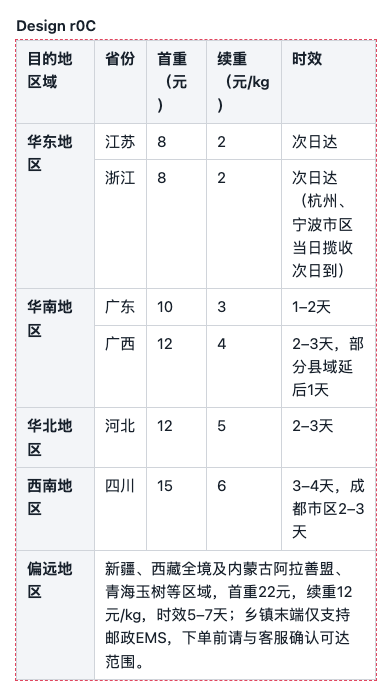 Design r0C
目的地
区域
省份
首重
（元
）
续重
（元/kg
）
时效
华东地
区
江苏
8
2
次日达
浙江
8
2
次日达
（杭州、
宁波市区
当日揽收
次日到）
华南地
区
广东
10
3
1–2天
广西
12
4
2–3天，部
分县域延
后1天
华北地
区
河北
12
5
2–3天
西南地
区
四川
15
6
3–4天，成
都市区2–3
天
偏远地
区
新疆、西藏全境及内蒙古阿拉善盟、
青海玉树等区域，首重22元，续重12
元/kg，时效5–7天；乡镇末端仅支持
邮政EMS，下单前请与客服确认可达
范围。